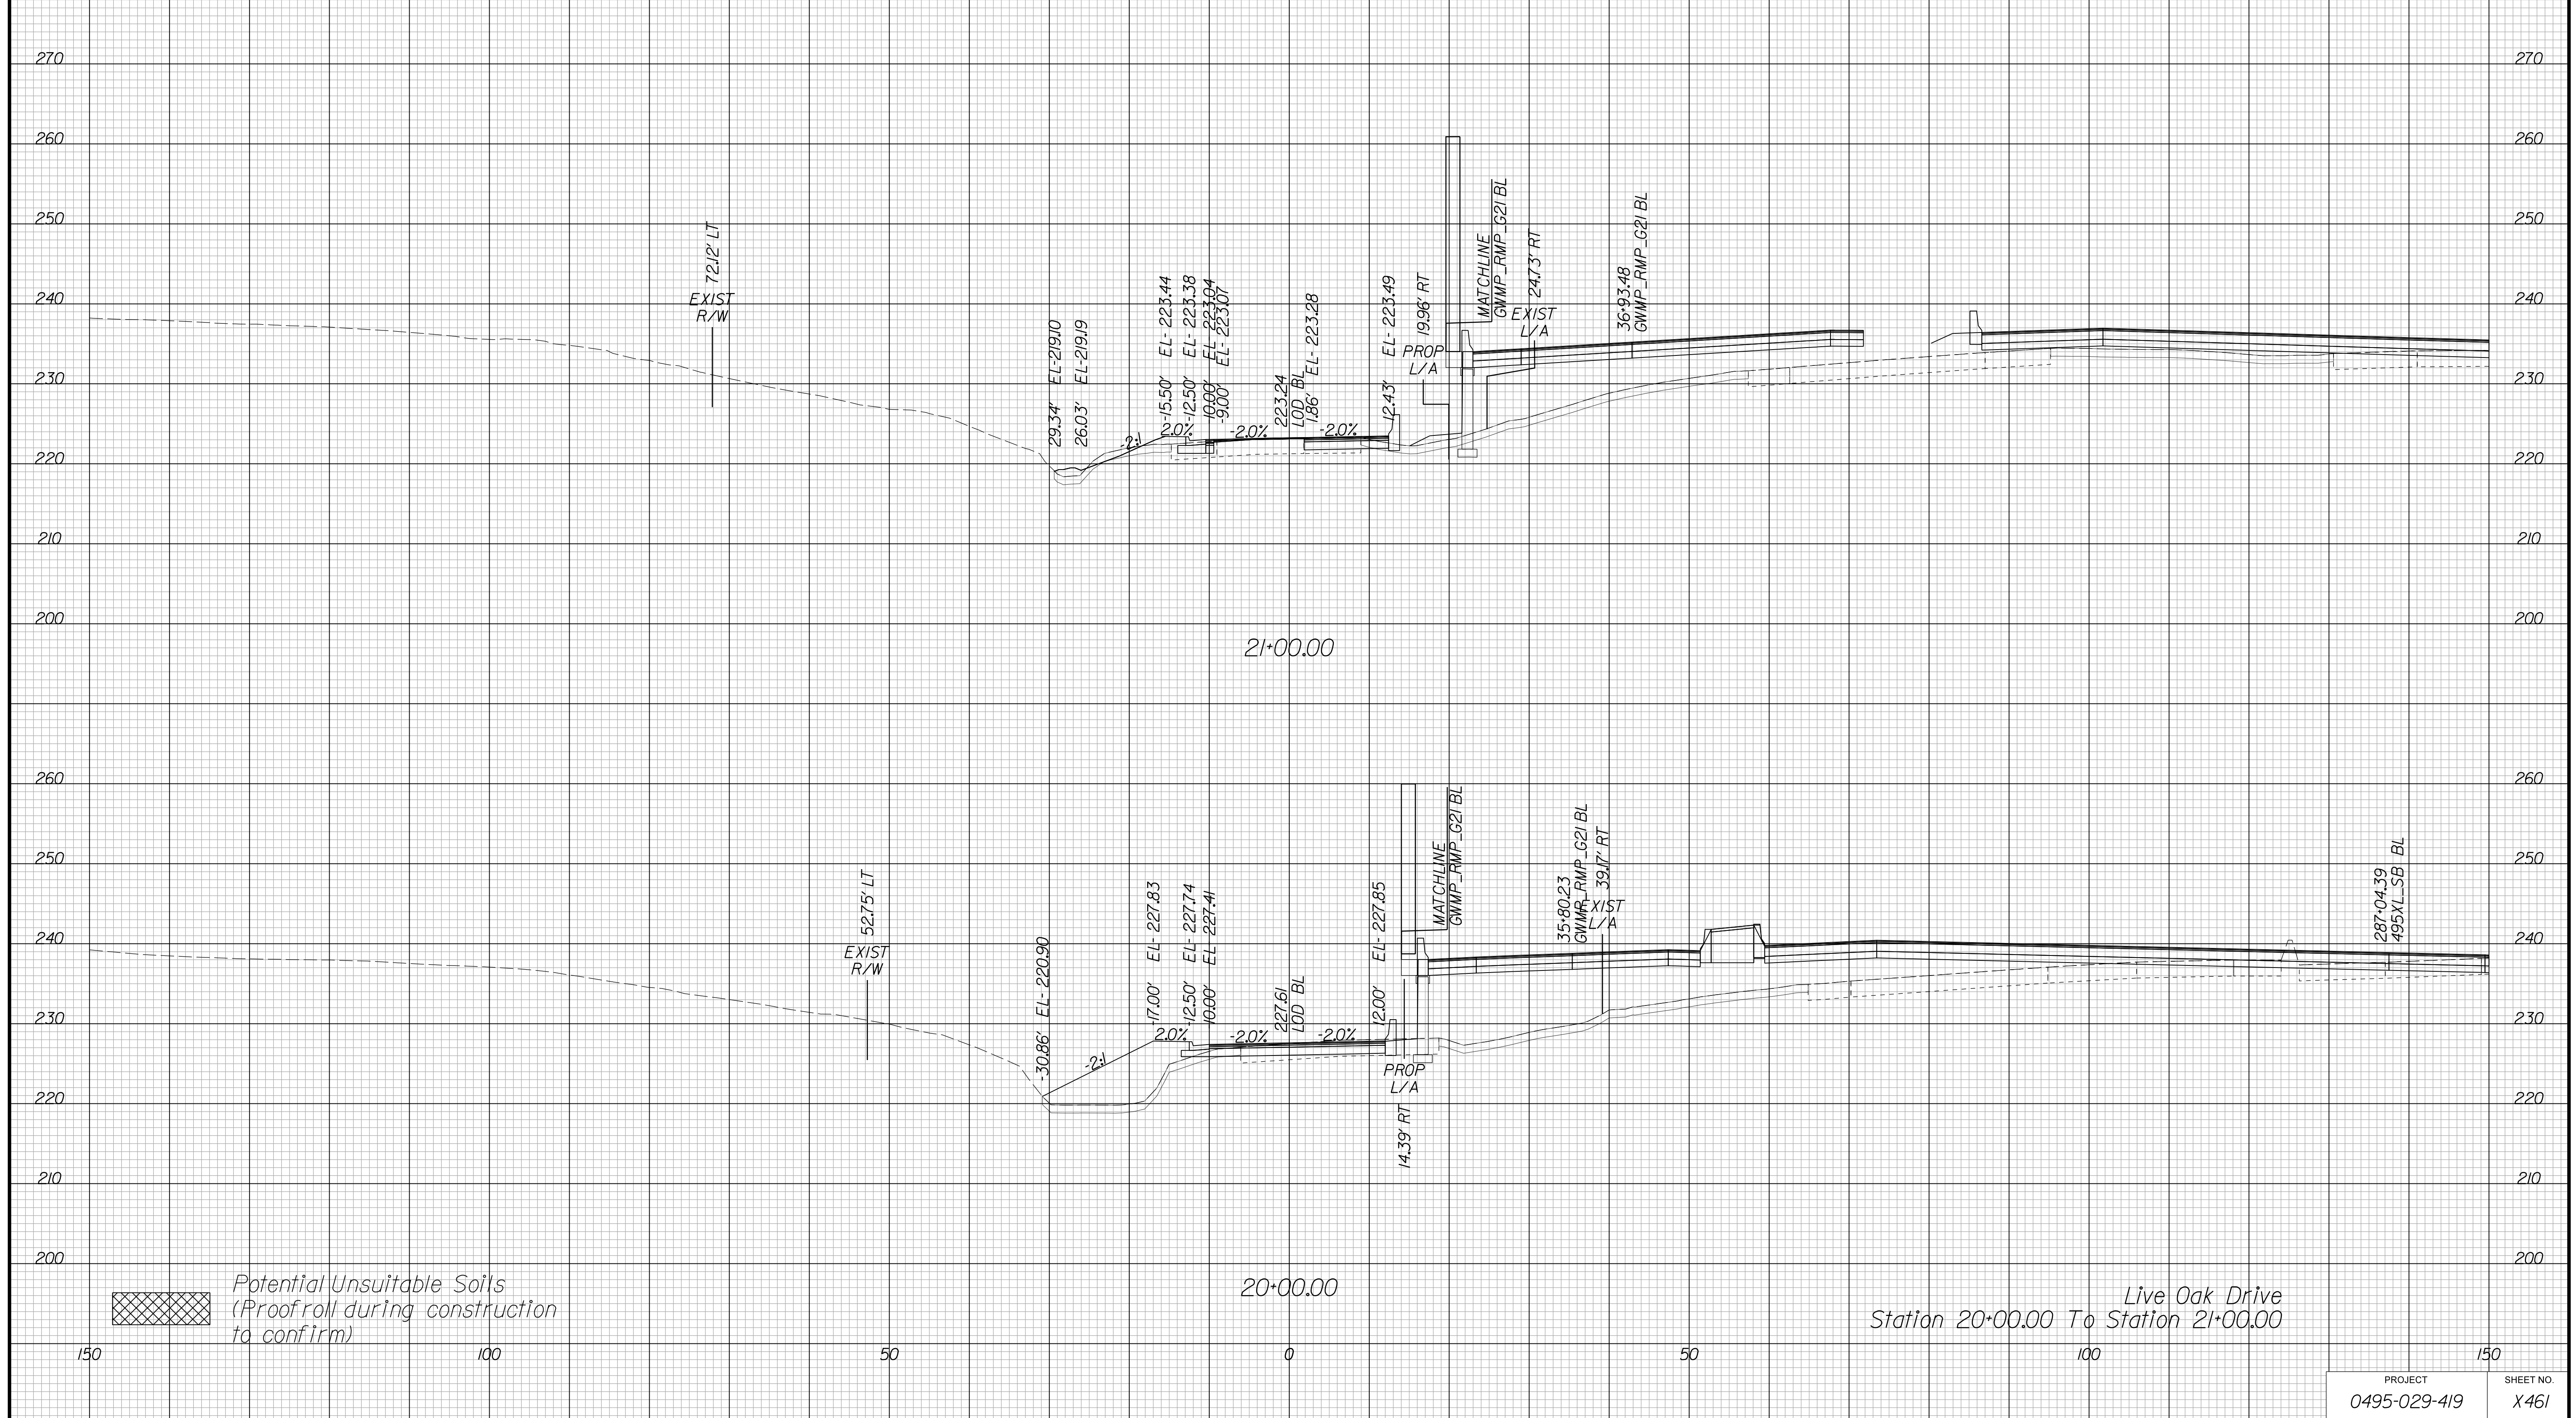 270
270
260
260
250
250
240
240
230
230
220
220
210
210
200
200
72.12' LT
EXIST
R/W
29.34' EL-219.10
26.03' EL-219.19
-2:1
-15.50' EL- 223.44
2.0%
-12.50' EL- 223.38
10.00' EL 223.04
-9.00' EL- 223.07
-2.0%
223.24
LOD BL
1.86' EL- 223.28
-2.0%
12.43' EL- 223.49
19.96' RT
PROP
L/A
MATCHLINE
GWMP_RMP_G21 BL
24.73' RT
EXIST
L/A
36+93.48
GWMP_RMP_G21 BL
21+00.00
260
260
250
250
240
240
230
230
220
220
210
210
200
200
52.75' LT
EXIST
R/W
-30.86' EL- 220.90
-2:1
-17.00' EL- 227.83
2.0%
-12.50' EL- 227.74
10.00' EL 227.41
-2.0%
227.61
LOD BL
-2.0%
12.00' EL- 227.85
PROP
L/A
14.39' RT
MATCHLINE
GWMP_RMP_G21 BL
35+80.23
GWMP_RMP_G21 BL
39.17' RT
EXIST
L/A
287+04.39
495XL_SB BL
20+00.00
Potential Unsuitable Soils
(Proofroll during construction
to confirm)
Live Oak Drive
Station 20+00.00 To Station 21+00.00
150
100
50
0
50
100
150
PROJECT
0495-029-419
SHEET NO.
X461